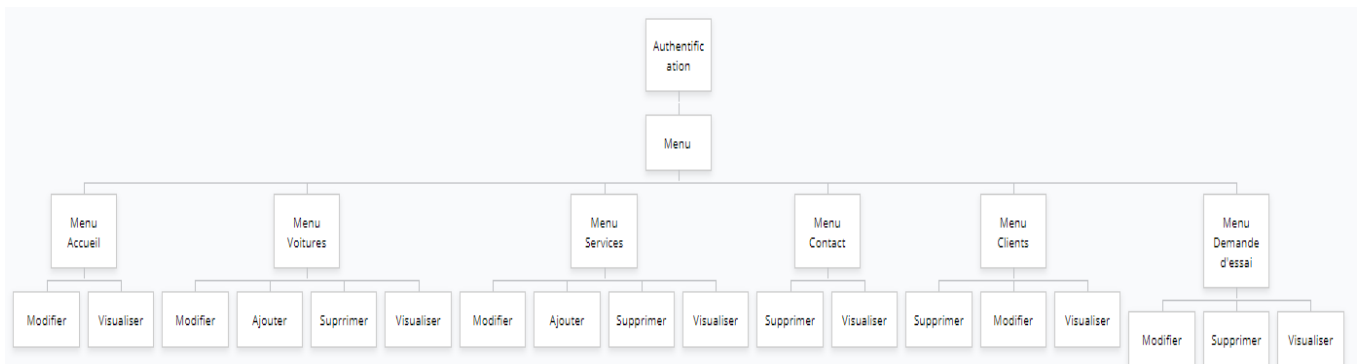 Authentific
ation
Menu
Menu
Accueil
Menu
Voitures
Menu
Services
Menu
Contact
Menu
Clients
Menu
Demande
d'essai
Modifier
Visualiser
Modifier
Ajouter
Suprrimer
Visualiser
Modifier
Ajouter
Supprimer
Visualiser
Supprimer
Visualiser
Supprimer
Modifier
Visualiser
Modifier
Supprimer
Visualiser